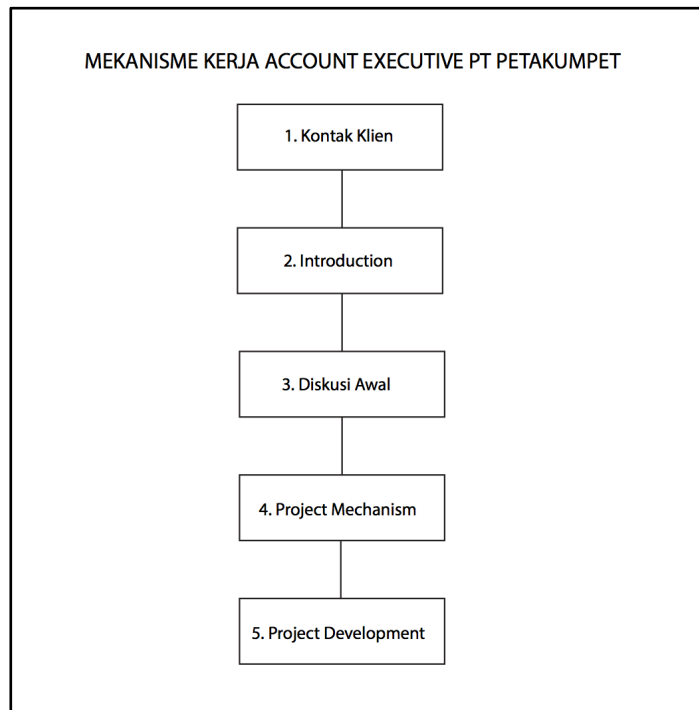 MEKANISME KERJA ACCOUNT EXECUTIVE PT PETAKUMPET
1. Kontak Klien
2. Introduction
3. Diskusi Awal
4. Project Mechanism
5. Project Development